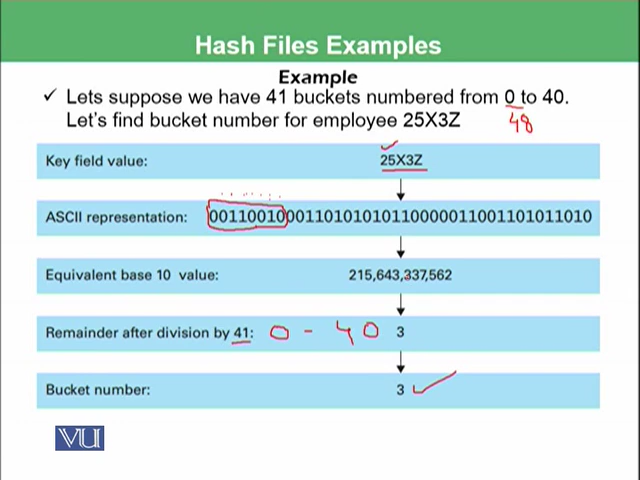 Hash Files Examples
Example
✓ Lets suppose we have 41 buckets numbered from 0 to 40.
Let's find bucket number for employee 25X3Z 48
Key field value: 25X3Z
ASCII representation: 0011001000110101010110000011001101011010
Equivalent base 10 value: 215,643,337,562
Remainder after division by 41: 0 - 40 3
Bucket number: 3
VU